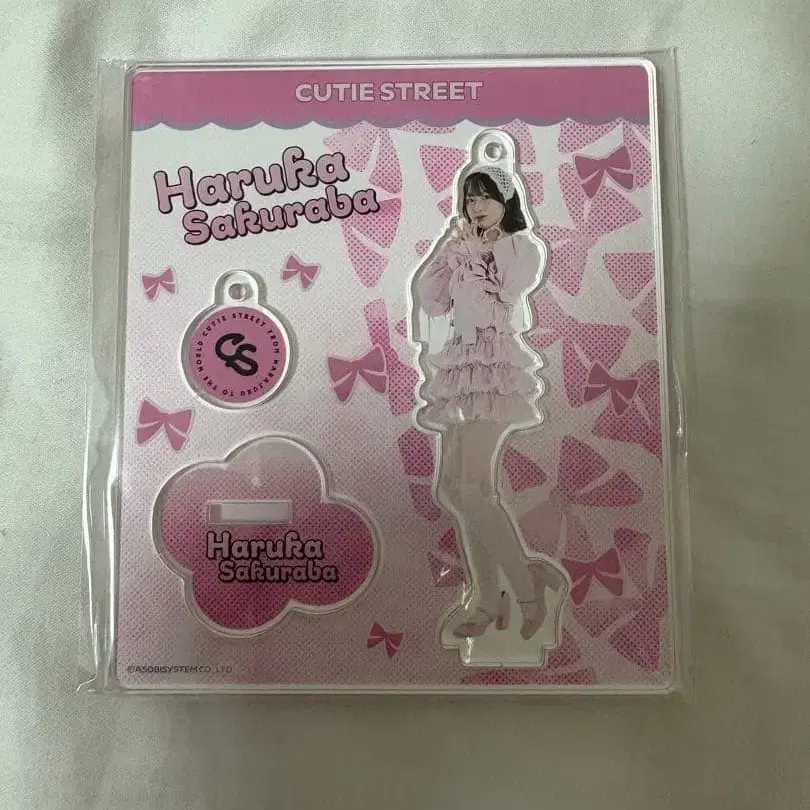 CUTIE STREET
Haruka
Sakuraba
CUTIE STREET FROM HARAJUKU TO THE WORLD
CS
Haruka
Sakuraba
©ASOBISYSTEM CO., LTD.